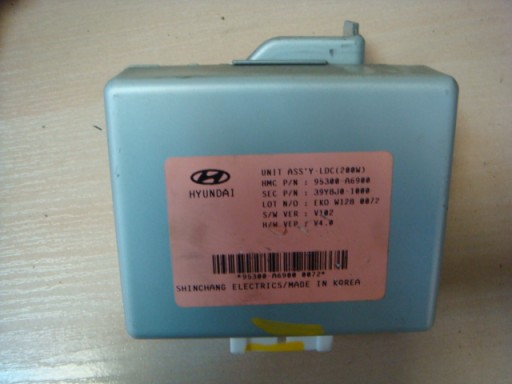 HYUNDAI
UNIT ASS'Y-LDC(200W)
HMC P/N : 95300-A6900
SEC P/N : 39Y8J0-1000
LOT N/O : EKO W128 0072
S/W VER : V102
H/W VER : V4.0
*95300-A6900 0072*
SHINCHANG ELECTRICS/MADE IN KOREA